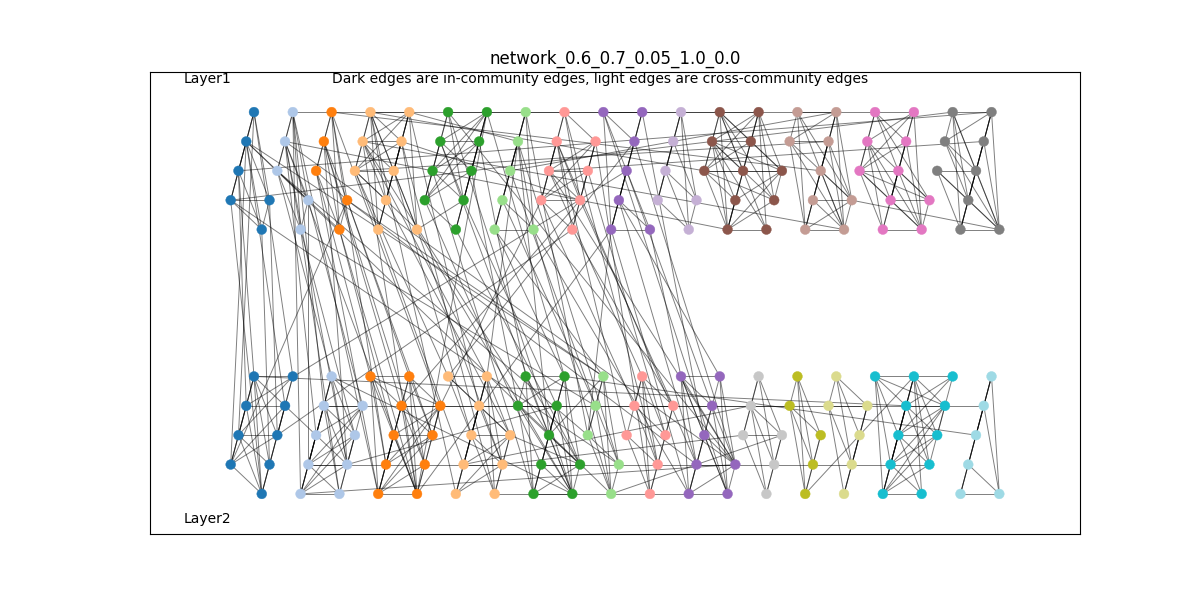 network_0.6_0.7_0.05_1.0_0.0
Layer1
Dark edges are in-community edges, light edges are cross-community edges
Layer2